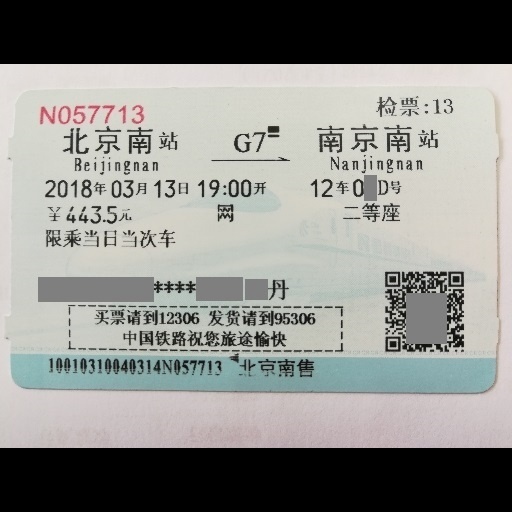 N057713 检票:13
北京南站 G7 南京南站
Beijingnan Nanjingnan
2018年03月13日19:00开 12车0 D号
￥443.5元 网 二等座
限乘当日当次车
**** 丹
买票请到12306 发货请到95306
中国铁路祝您旅途愉快
10010310040314N057713 北京南售